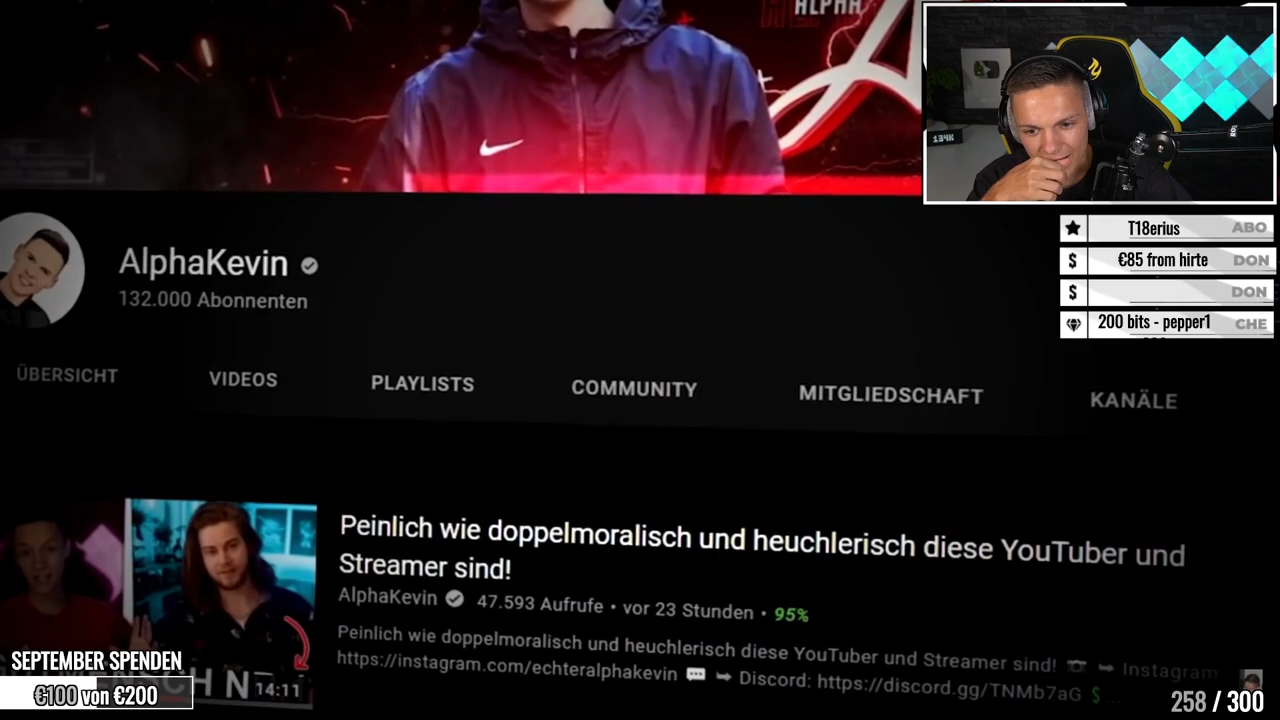 ALPHA
134K
T18erius ABO
€85 from hirte DON
DON
200 bits - pepper1 CHE
AlphaKevin
132.000 Abonnenten
ÜBERSICHT VIDEOS PLAYLISTS COMMUNITY MITGLIEDSCHAFT KANÄLE
Peinlich wie doppelmoralisch und heuchlerisch diese YouTuber und
Streamer sind!
AlphaKevin 47.593 Aufrufe • vor 23 Stunden • 95%
Peinlich wie doppelmoralisch und heuchlerisch diese YouTuber und Streamer sind! Instagram
https://instagram.com/echteralphakevin Discord: https://discord.gg/TNMb7aG $...
14:11
SEPTEMBER SPENDEN
€100 von €200
258 / 300